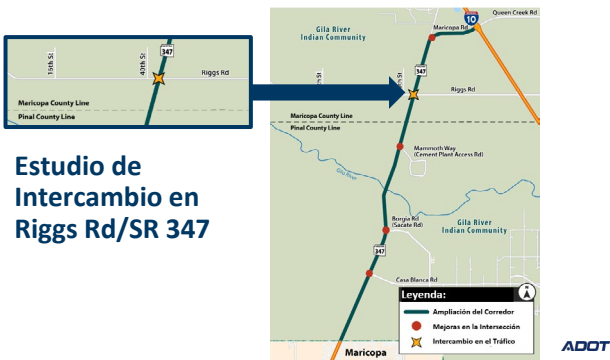 347
15th St
40th St
Riggs Rd
Maricopa County Line
Pinal County Line
Estudio de
Intercambio en
Riggs Rd/SR 347
Queen Creek Rd
10
Maricopa Rd
Gila River
Indian Community
347
Riggs Rd
Maricopa County Line
Pinal County Line
Mammoth Way
(Cement Plant Access Rd)
Gila River
Borgia Rd
(Sacate Rd)
Gila River
Indian Community
347
Casa Blanca Rd
Leyenda:
Ampliación del Corredor
Mejoras en la Intersección
Intercambio en el Tráfico
Maricopa
ADOT